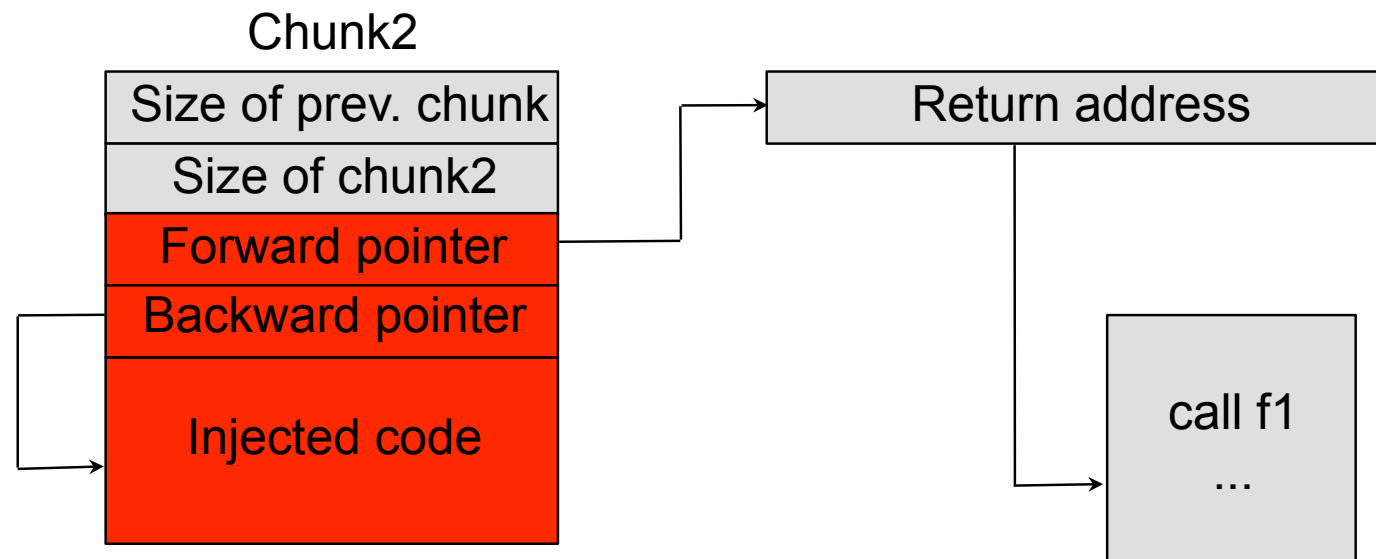 Chunk2
Size of prev. chunk
Return address
Size of chunk2
Forward pointer
Backward pointer
Injected code
call f1
...